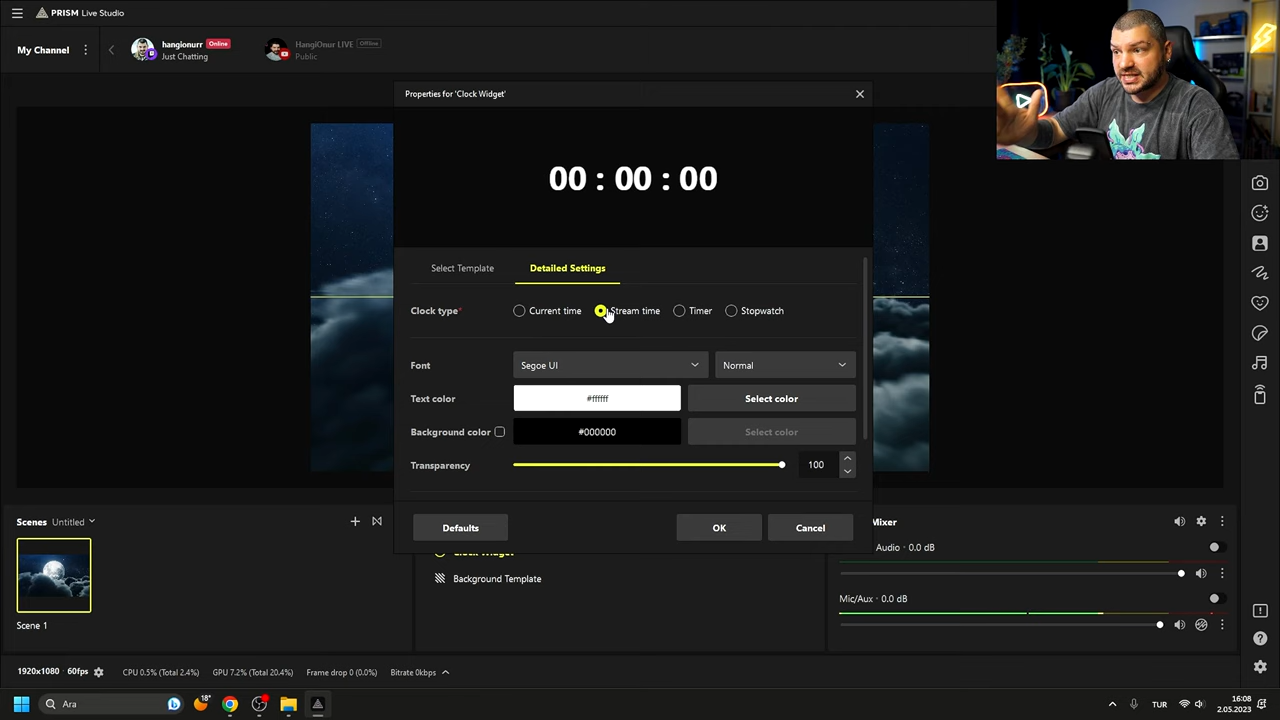 PRISM Live Studio
My Channel
hangionurr Online
Just Chatting
HangiOnur LIVE Offline
Public
Properties for 'Clock Widget'
00 : 00 : 00
Select Template
Detailed Settings
Clock type*
Current time
Stream time
Timer
Stopwatch
Font
Segoe UI
Normal
Text color
#ffffff
Select color
Background color
#000000
Select color
Transparency
100
Defaults
OK
Cancel
Scenes Untitled
Scene 1
Clock Widget
Background Template
Mixer
Audio · 0.0 dB
Mic/Aux · 0.0 dB
1920x1080 · 60fps
CPU 0.5% (Total 2.4%)
GPU 7.2% (Total 20.4%)
Frame drop 0 (0.0%)
Bitrate 0kbps
Ara
18°
TUR
16:08
2.05.2023